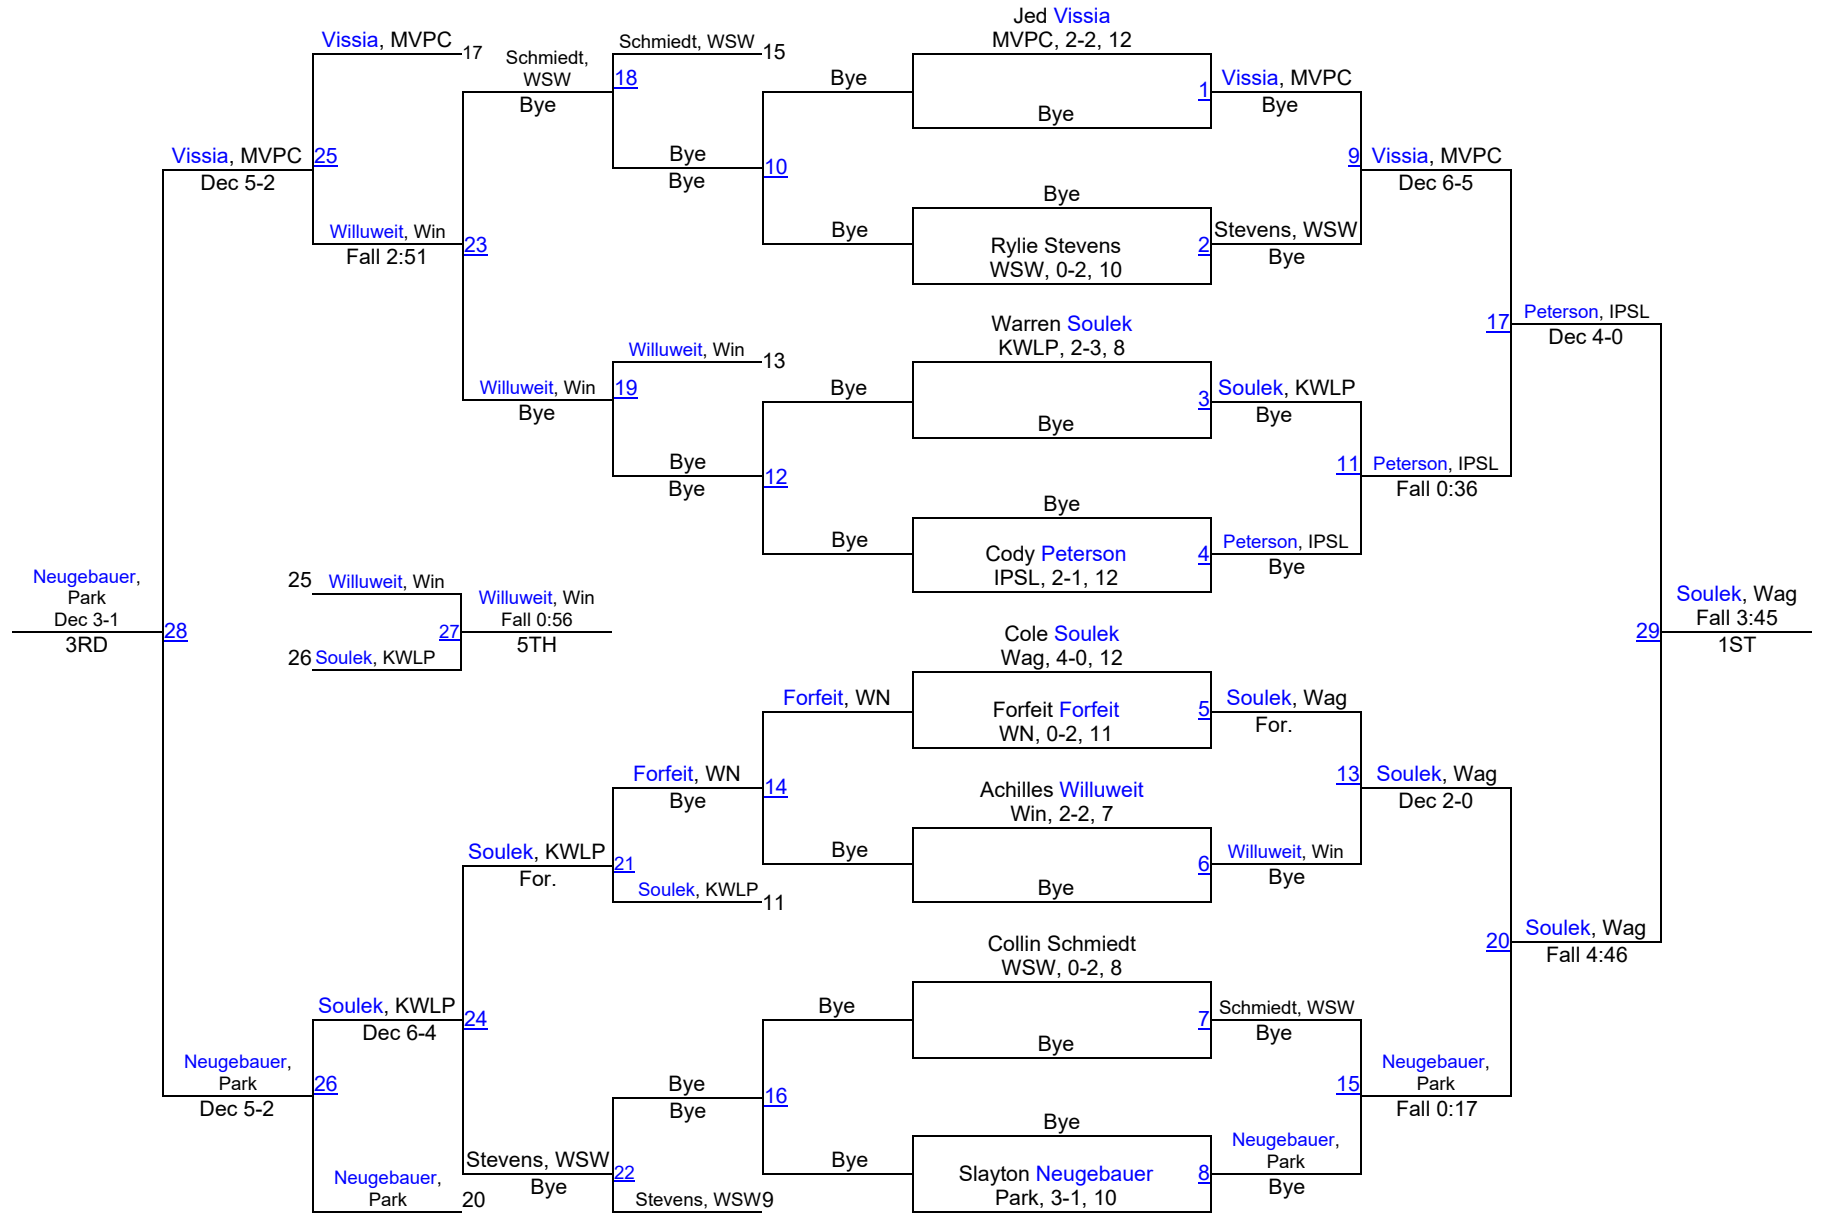 Jed Vissia
MVPC, 2-2, 12
Vissia, MVPC
17
Schmiedt,
WSW
Bye
Schmiedt, WSW
15
18
Bye
1
Vissia, MVPC
Bye
Bye
Vissia, MVPC
Dec 5-2
25
Bye
Bye
10
9
Vissia, MVPC
Dec 6-5
Willuweit, Win
Fall 2:51
23
Bye
Bye
Rylie Stevens
WSW, 0-2, 10
2
Stevens, WSW
Bye
Warren Soulek
KWLP, 2-3, 8
17
Peterson, IPSL
Dec 4-0
Willuweit, Win
13
Willuweit, Win
Bye
19
Bye
3
Soulek, KWLP
Bye
Bye
Bye
Bye
12
11
Peterson, IPSL
Fall 0:36
Bye
Bye
Cody Peterson
IPSL, 2-1, 12
4
Peterson, IPSL
Bye
Neugebauer,
Park
Dec 3-1
3RD
28
25
Willuweit, Win
26
Soulek, KWLP
27
Willuweit, Win
Fall 0:56
5TH
29
Soulek, Wag
Fall 3:45
1ST
Cole Soulek
Wag, 4-0, 12
Forfeit, WN
Forfeit Forfeit
WN, 0-2, 11
5
Soulek, Wag
For.
Forfeit, WN
Bye
14
Achilles Willuweit
Win, 2-2, 7
13
Soulek, Wag
Dec 2-0
Soulek, KWLP
For.
21
Soulek, KWLP
11
Bye
Bye
6
Willuweit, Win
Bye
Collin Schmiedt
WSW, 0-2, 8
20
Soulek, Wag
Fall 4:46
Soulek, KWLP
Dec 6-4
24
Bye
Bye
7
Schmiedt, WSW
Bye
Neugebauer,
Park
Dec 5-2
26
Bye
Bye
16
15
Neugebauer,
Park
Fall 0:17
Neugebauer,
Park
20
Stevens, WSW
Bye
22
Stevens, WSW
9
Bye
Bye
Slayton Neugebauer
Park, 3-1, 10
8
Neugebauer,
Park
Bye